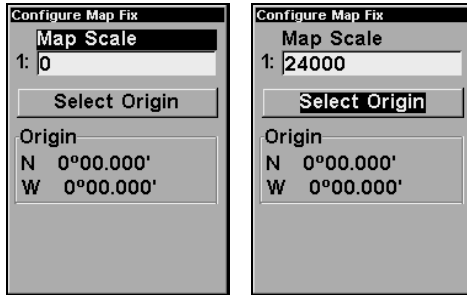 Configure Map Fix
Map Scale
1: 0
Select Origin
Origin
N 0º00.000'
W 0º00.000'
Configure Map Fix
Map Scale
1: 24000
Select Origin
Origin
N 0º00.000'
W 0º00.000'